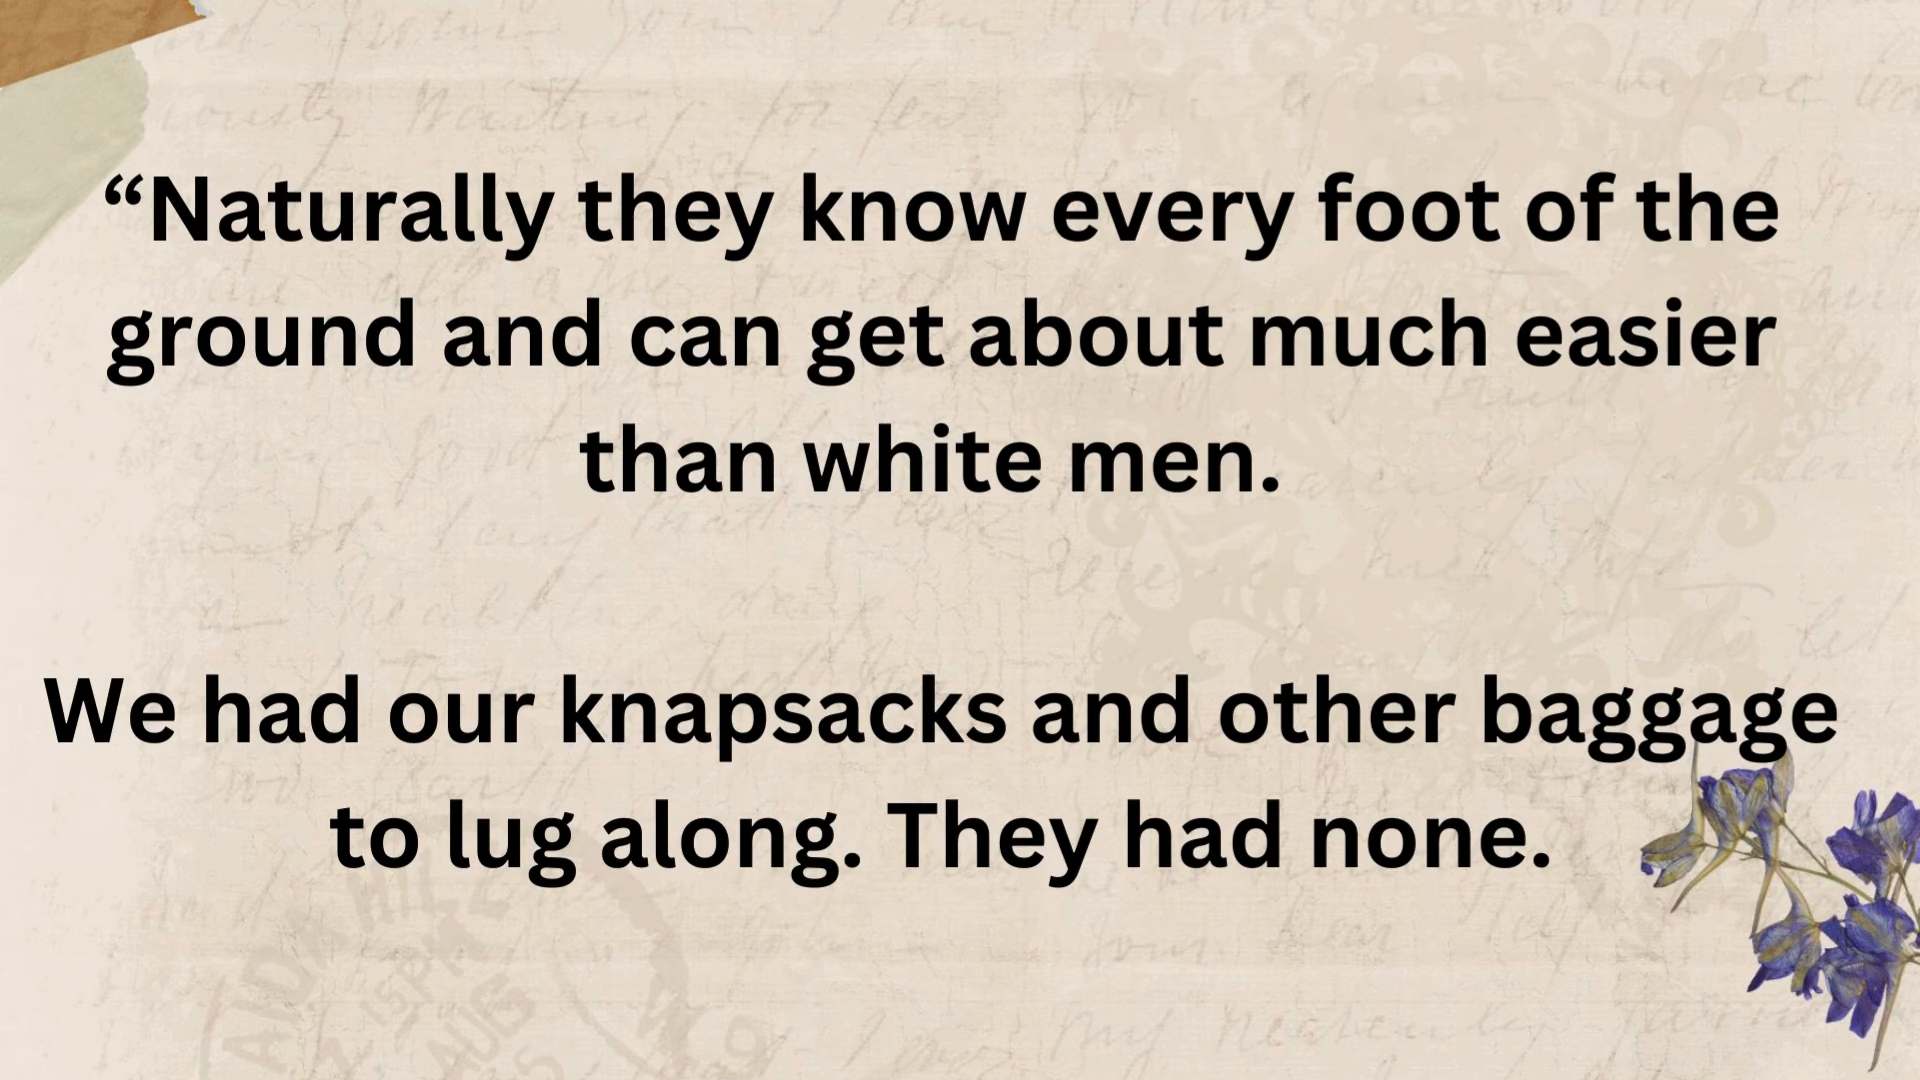 “Naturally they know every foot of the
ground and can get about much easier
than white men.
We had our knapsacks and other baggage
to lug along. They had none.